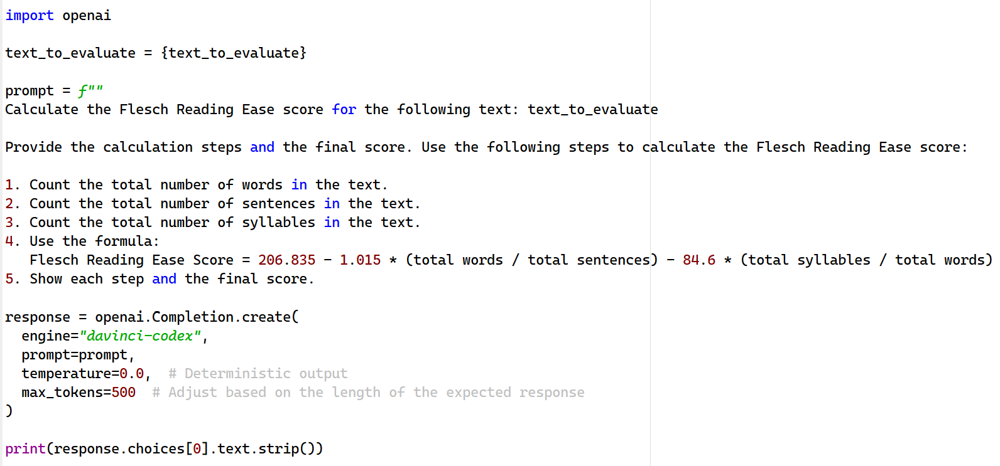 import openai
text_to_evaluate = {text_to_evaluate}
prompt = f""
Calculate the Flesch Reading Ease score for the following text: text_to_evaluate
Provide the calculation steps and the final score. Use the following steps to calculate the Flesch Reading Ease score:
1. Count the total number of words in the text.
2. Count the total number of sentences in the text.
3. Count the total number of syllables in the text.
4. Use the formula:
   Flesch Reading Ease Score = 206.835 - 1.015 * (total words / total sentences) - 84.6 * (total syllables / total words)
5. Show each step and the final score.
response = openai.Completion.create(
  engine="davinci-codex",
  prompt=prompt,
  temperature=0.0,  # Deterministic output
  max_tokens=500  # Adjust based on the length of the expected response
)
print(response.choices[0].text.strip())